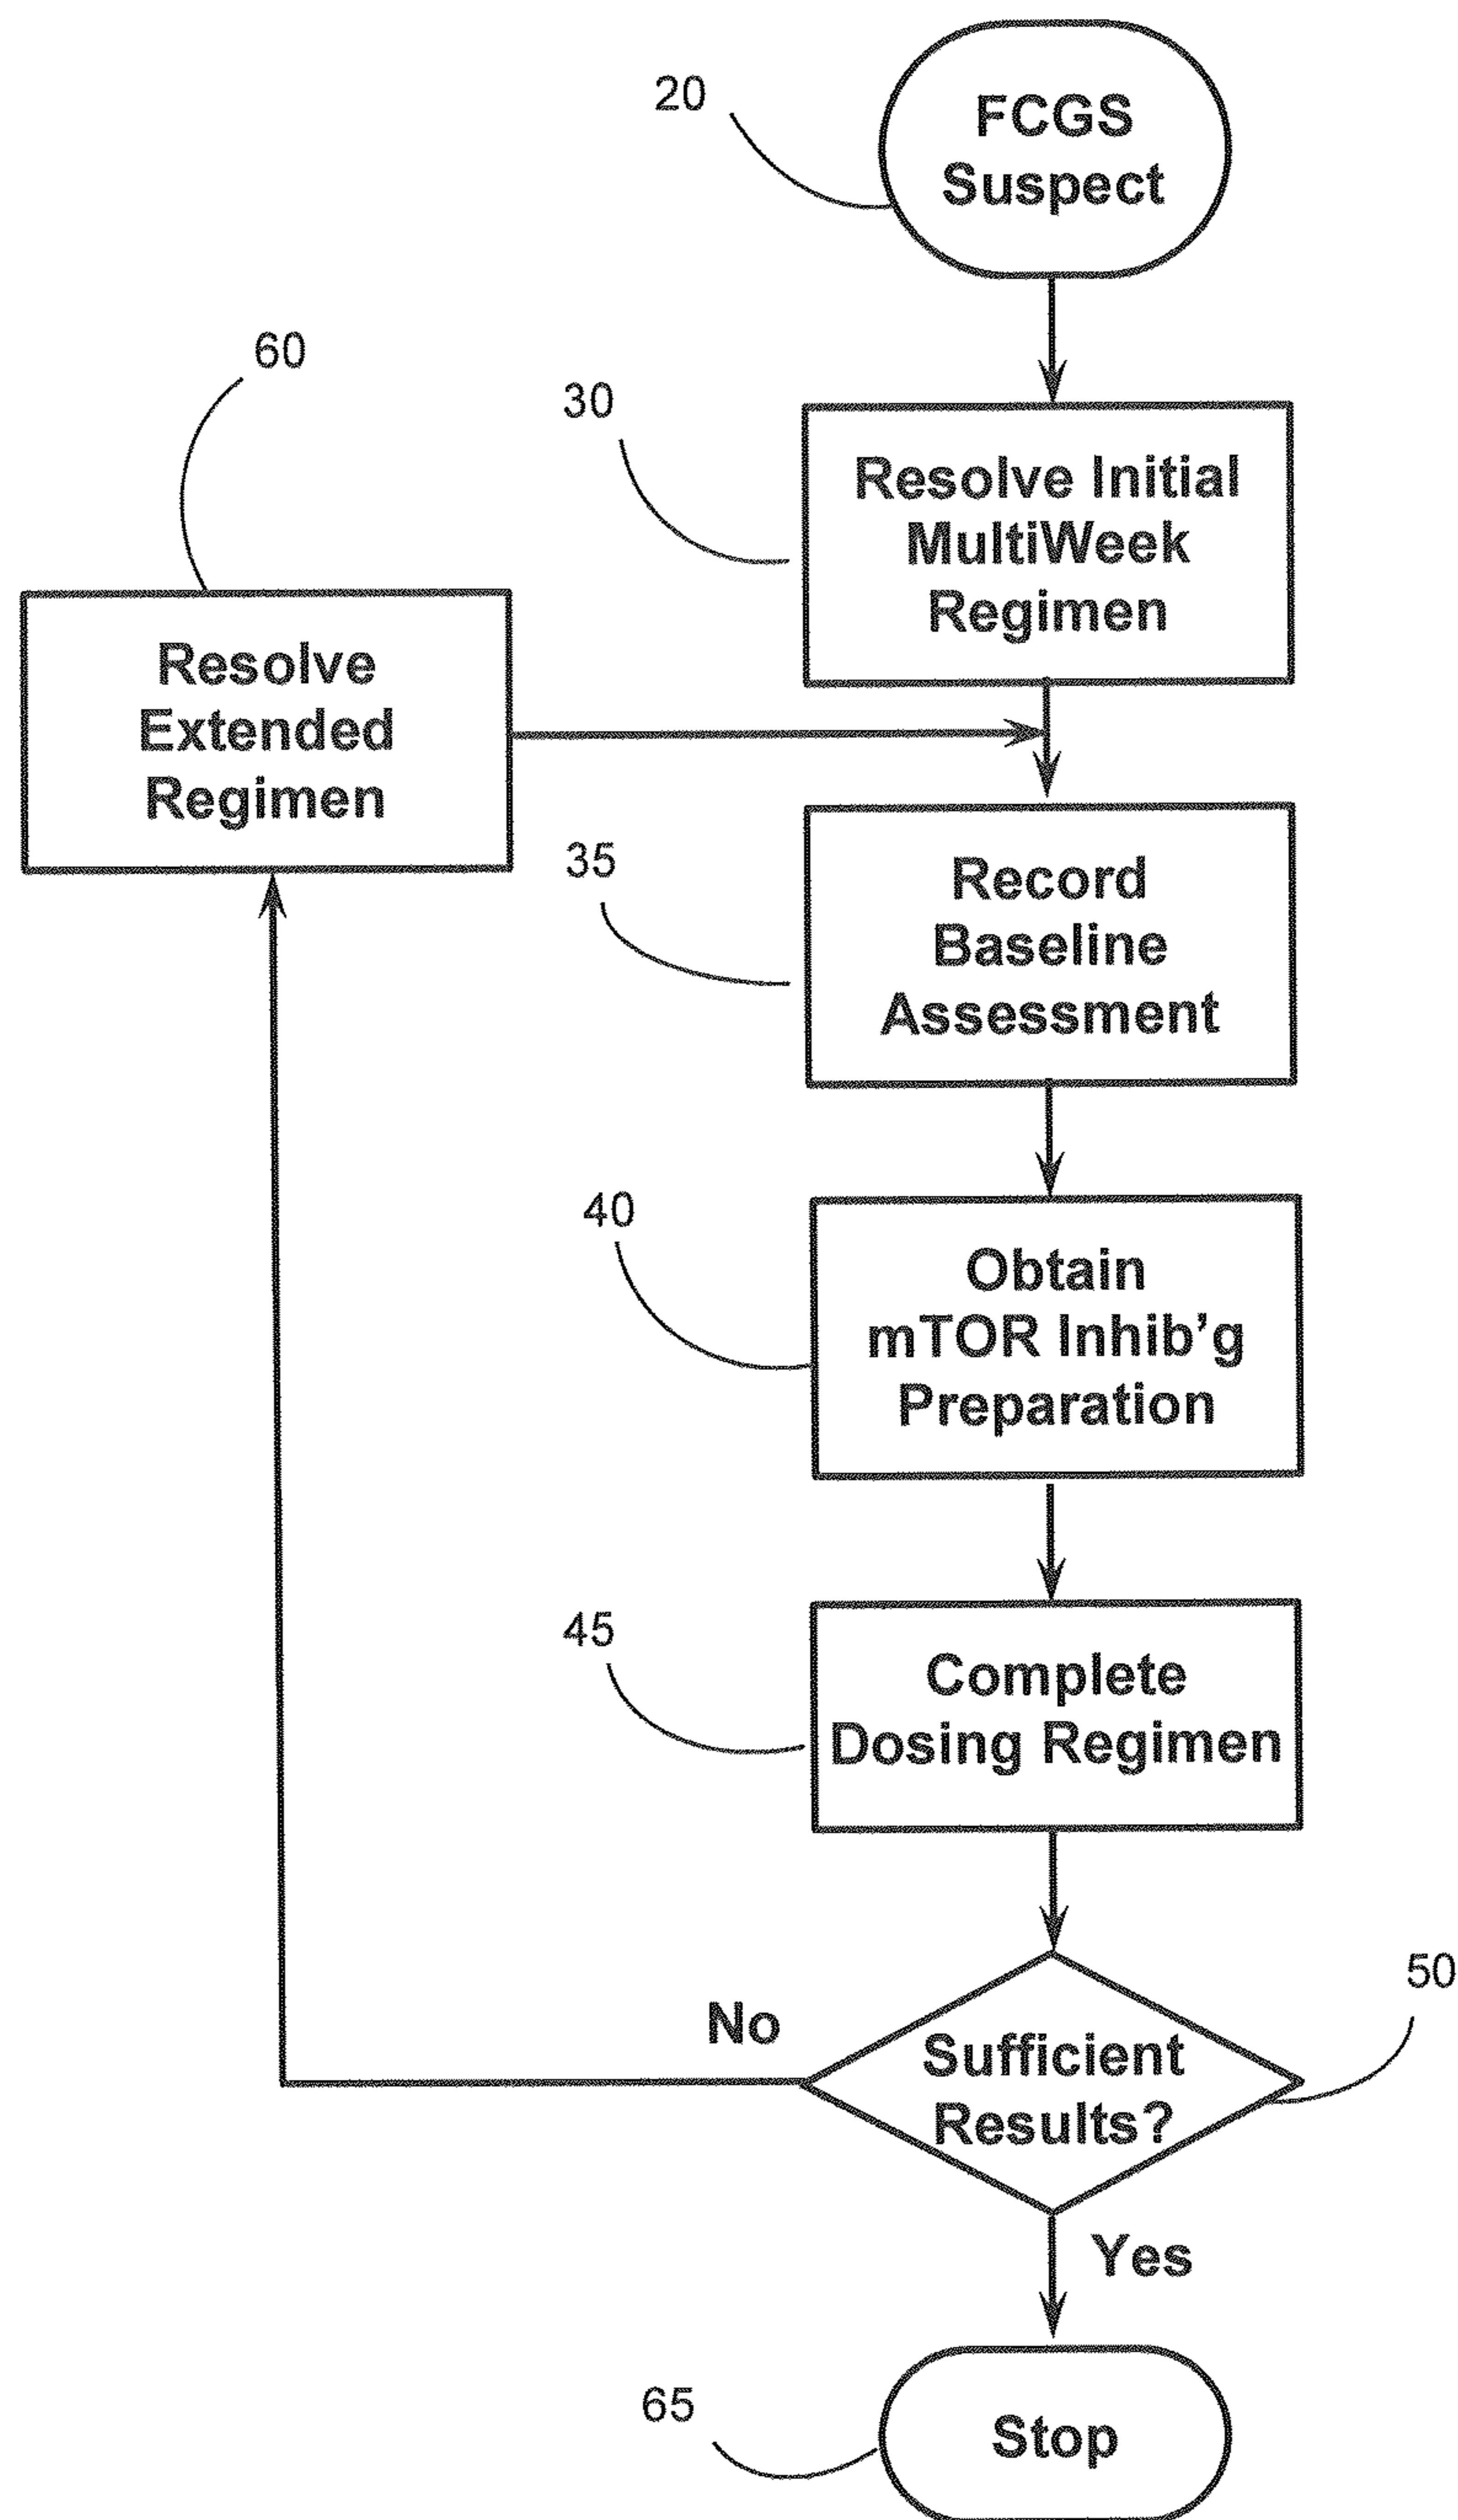 20
FCGS
Suspect
60
30
Resolve Initial
MultiWeek
Regimen
Resolve
Extended
Regimen
35
Record
Baseline
Assessment
40
Obtain
mTOR Inhib’g
Preparation
45
Complete
Dosing Regimen
50
No
Sufficient
Results?
Yes
65
Stop